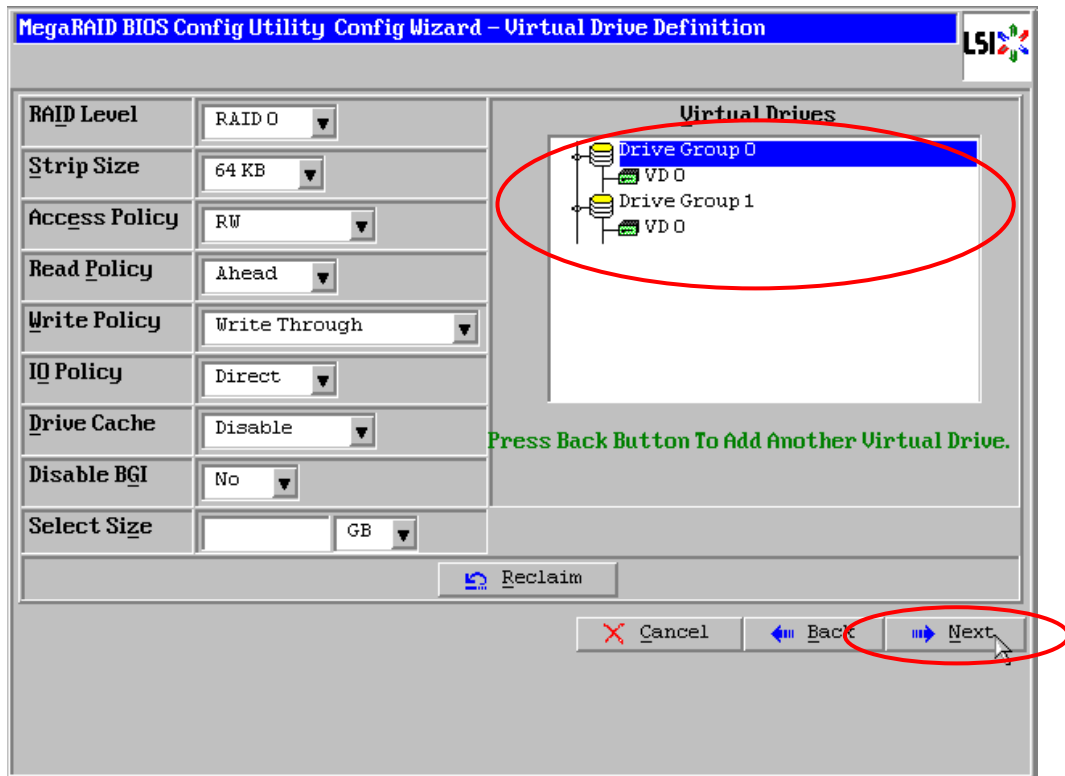 MegaRAID BIOS Config Utility Config Wizard – Virtual Drive Definition
LSI
RAID Level
RAID 0
Strip Size
64 KB
Access Policy
RW
Read Policy
Ahead
Write Policy
Write Through
IO Policy
Direct
Drive Cache
Disable
Disable BGI
No
Select Size
GB
Virtual Drives
Drive Group 0
VD 0
Drive Group 1
VD 0
Press Back Button To Add Another Virtual Drive.
Reclaim
Cancel
Back
Next